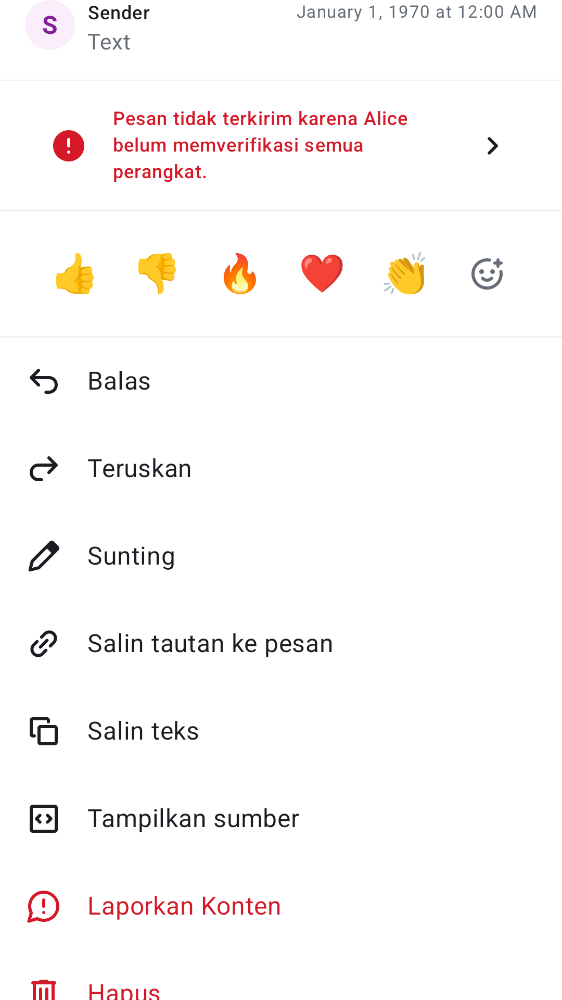 S
Sender
January 1, 1970 at 12:00 AM
Text
Pesan tidak terkirim karena Alice
belum memverifikasi semua
perangkat.
Balas
Teruskan
Sunting
Salin tautan ke pesan
Salin teks
Tampilkan sumber
Laporkan Konten
Hapus